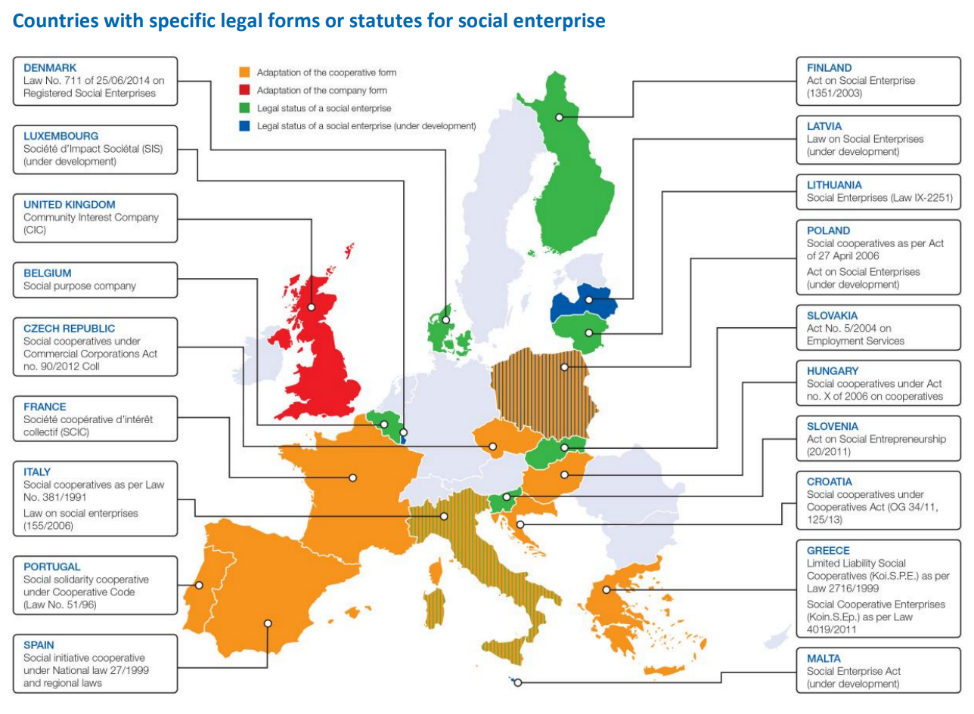 Countries with specific legal forms or statutes for social enterprise
Adaptation of the cooperative form
Adaptation of the company form
Legal status of a social enterprise
Legal status of a social enterprise (under development)
DENMARK
Law No. 711 of 25/06/2014 on
Registered Social Enterprises
LUXEMBOURG
Société d'Impact Sociétal (SIS)
(under development)
UNITED KINGDOM
Community Interest Company
(CIC)
BELGIUM
Social purpose company
CZECH REPUBLIC
Social cooperatives under
Commercial Corporations Act
no. 90/2012 Coll
FRANCE
Société coopérative d'intérêt
collectif (SCIC)
ITALY
Social cooperatives as per Law
No. 381/1991
Law on social enterprises
(155/2006)
PORTUGAL
Social solidarity cooperative
under Cooperative Code
(Law No. 51/96)
SPAIN
Social initiative cooperative
under National law 27/1999
and regional laws
FINLAND
Act on Social Enterprise
(1351/2003)
LATVIA
Law on Social Enterprises
(under development)
LITHUANIA
Social Enterprises (Law IX-2251)
POLAND
Social cooperatives as per Act
of 27 April 2006
Act on Social Enterprises
(under development)
SLOVAKIA
Act No. 5/2004 on
Employment Services
HUNGARY
Social cooperatives under Act
no. X of 2006 on cooperatives
SLOVENIA
Act on Social Entrepreneurship
(20/2011)
CROATIA
Social cooperatives under
Cooperatives Act (OG 34/11,
125/13)
GREECE
Limited Liability Social
Cooperatives (Koi.S.P.E.) as per
Law 2716/1999
Social Cooperative Enterprises
(Koin.S.Ep.) as per Law
4019/2011
MALTA
Social Enterprise Act
(under development)